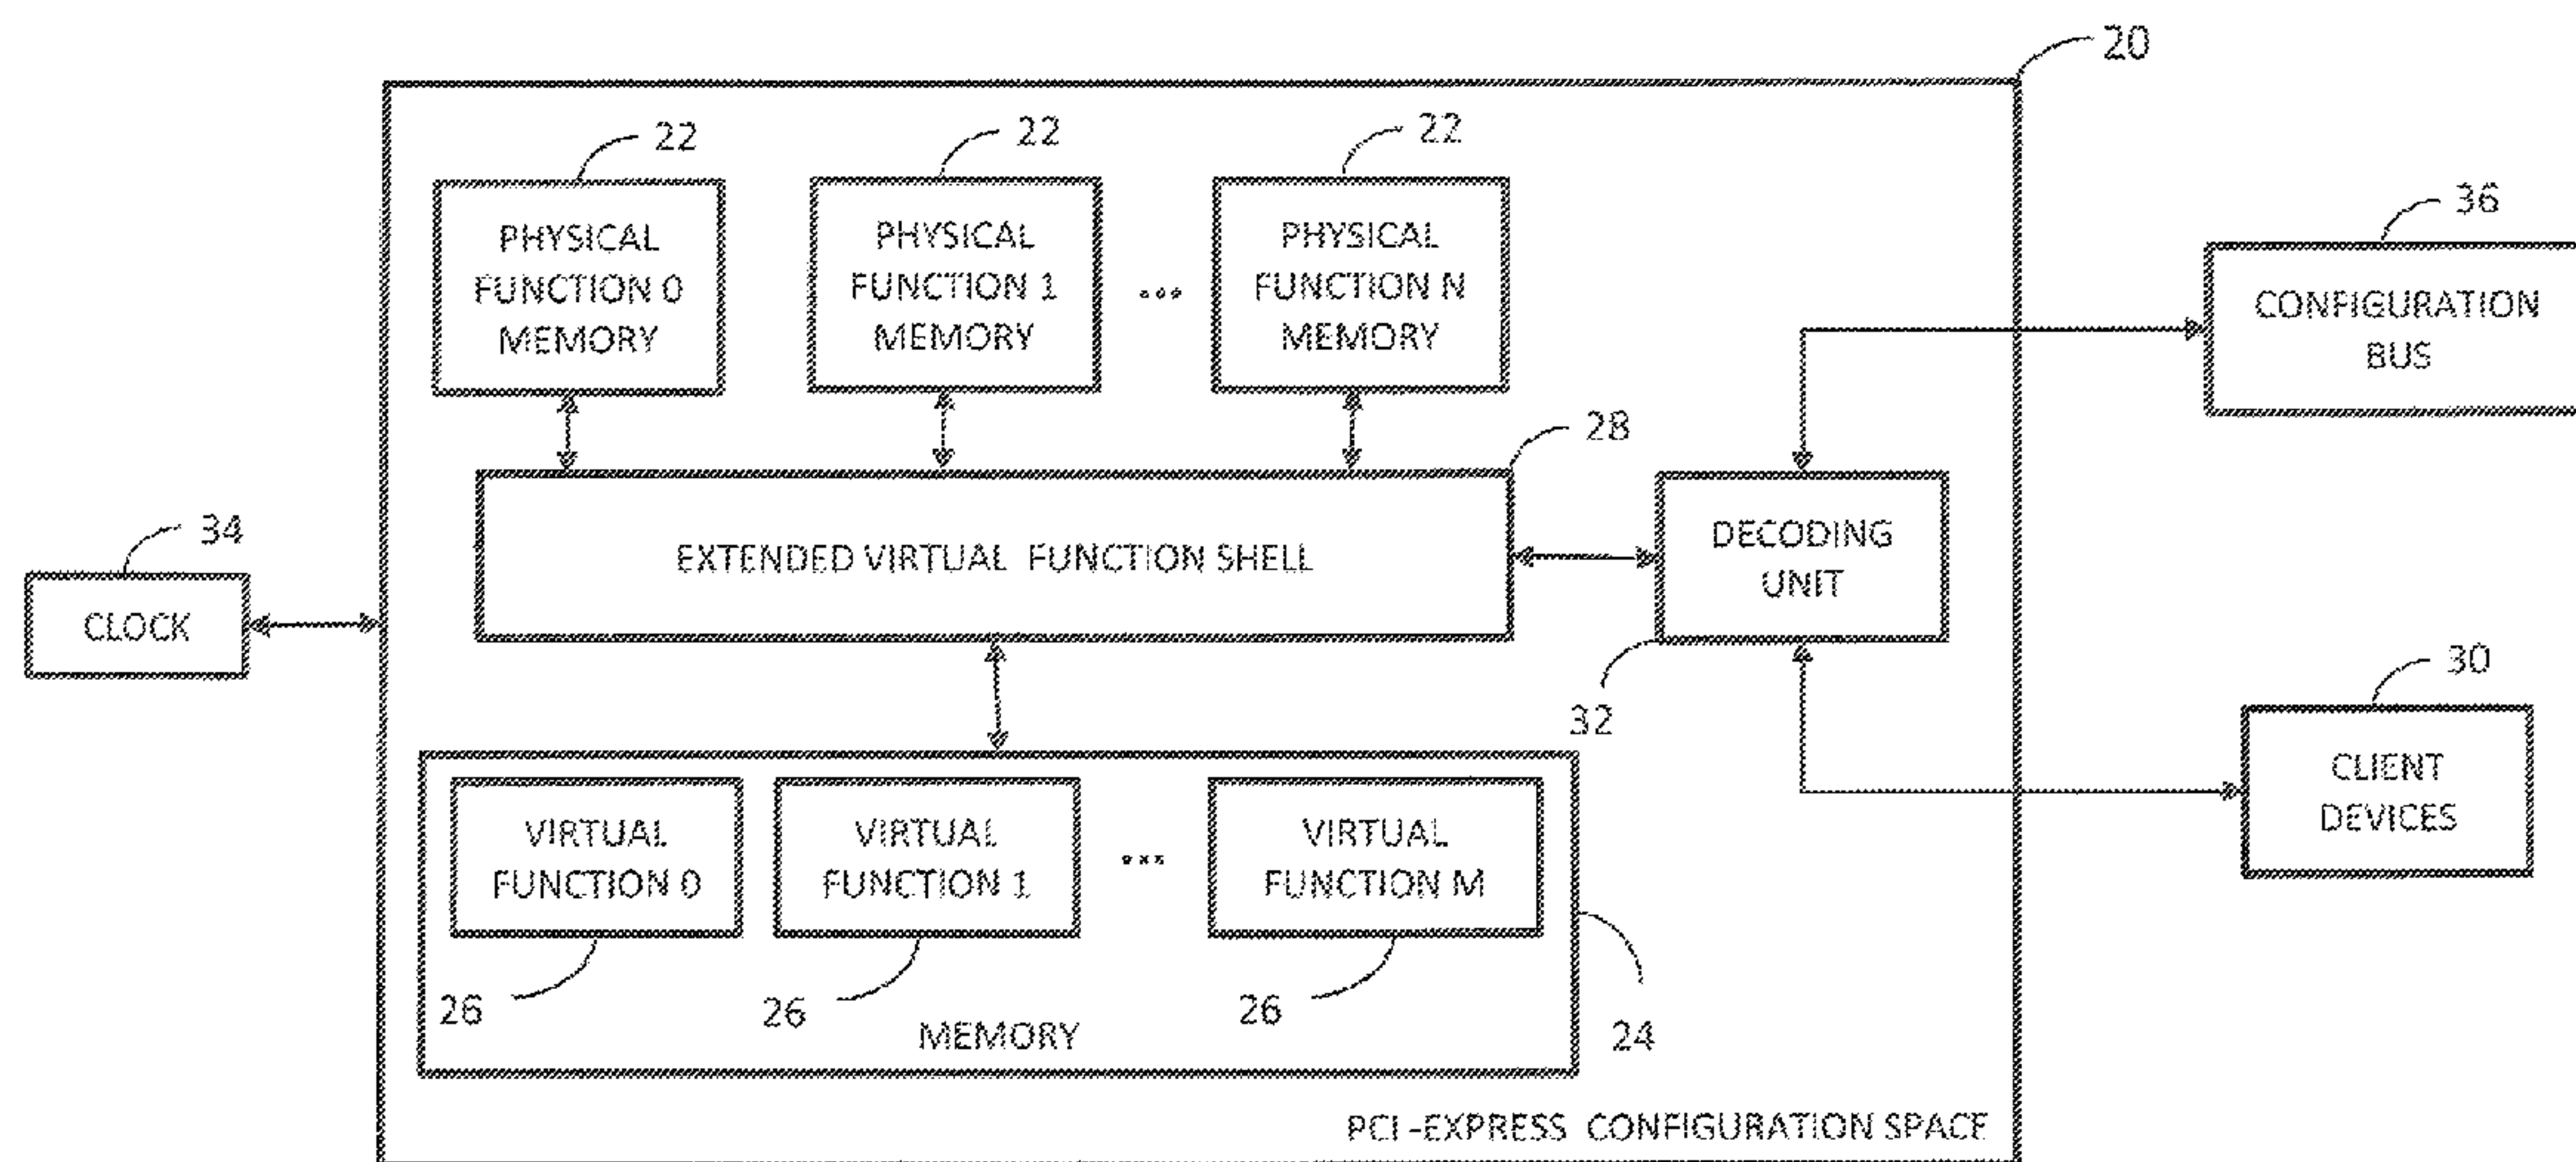 20
22
22
22
PHYSICAL
FUNCTION 0
MEMORY
PHYSICAL
FUNCTION 1
MEMORY
...
PHYSICAL
FUNCTION N
MEMORY
36
CONFIGURATION
BUS
28
34
CLOCK
EXTENDED VIRTUAL FUNCTION SHELL
DECODING
UNIT
32
30
CLIENT
DEVICES
VIRTUAL
FUNCTION 0
VIRTUAL
FUNCTION 1
...
VIRTUAL
FUNCTION M
26
26
26
MEMORY
24
PCI-EXPRESS CONFIGURATION SPACE